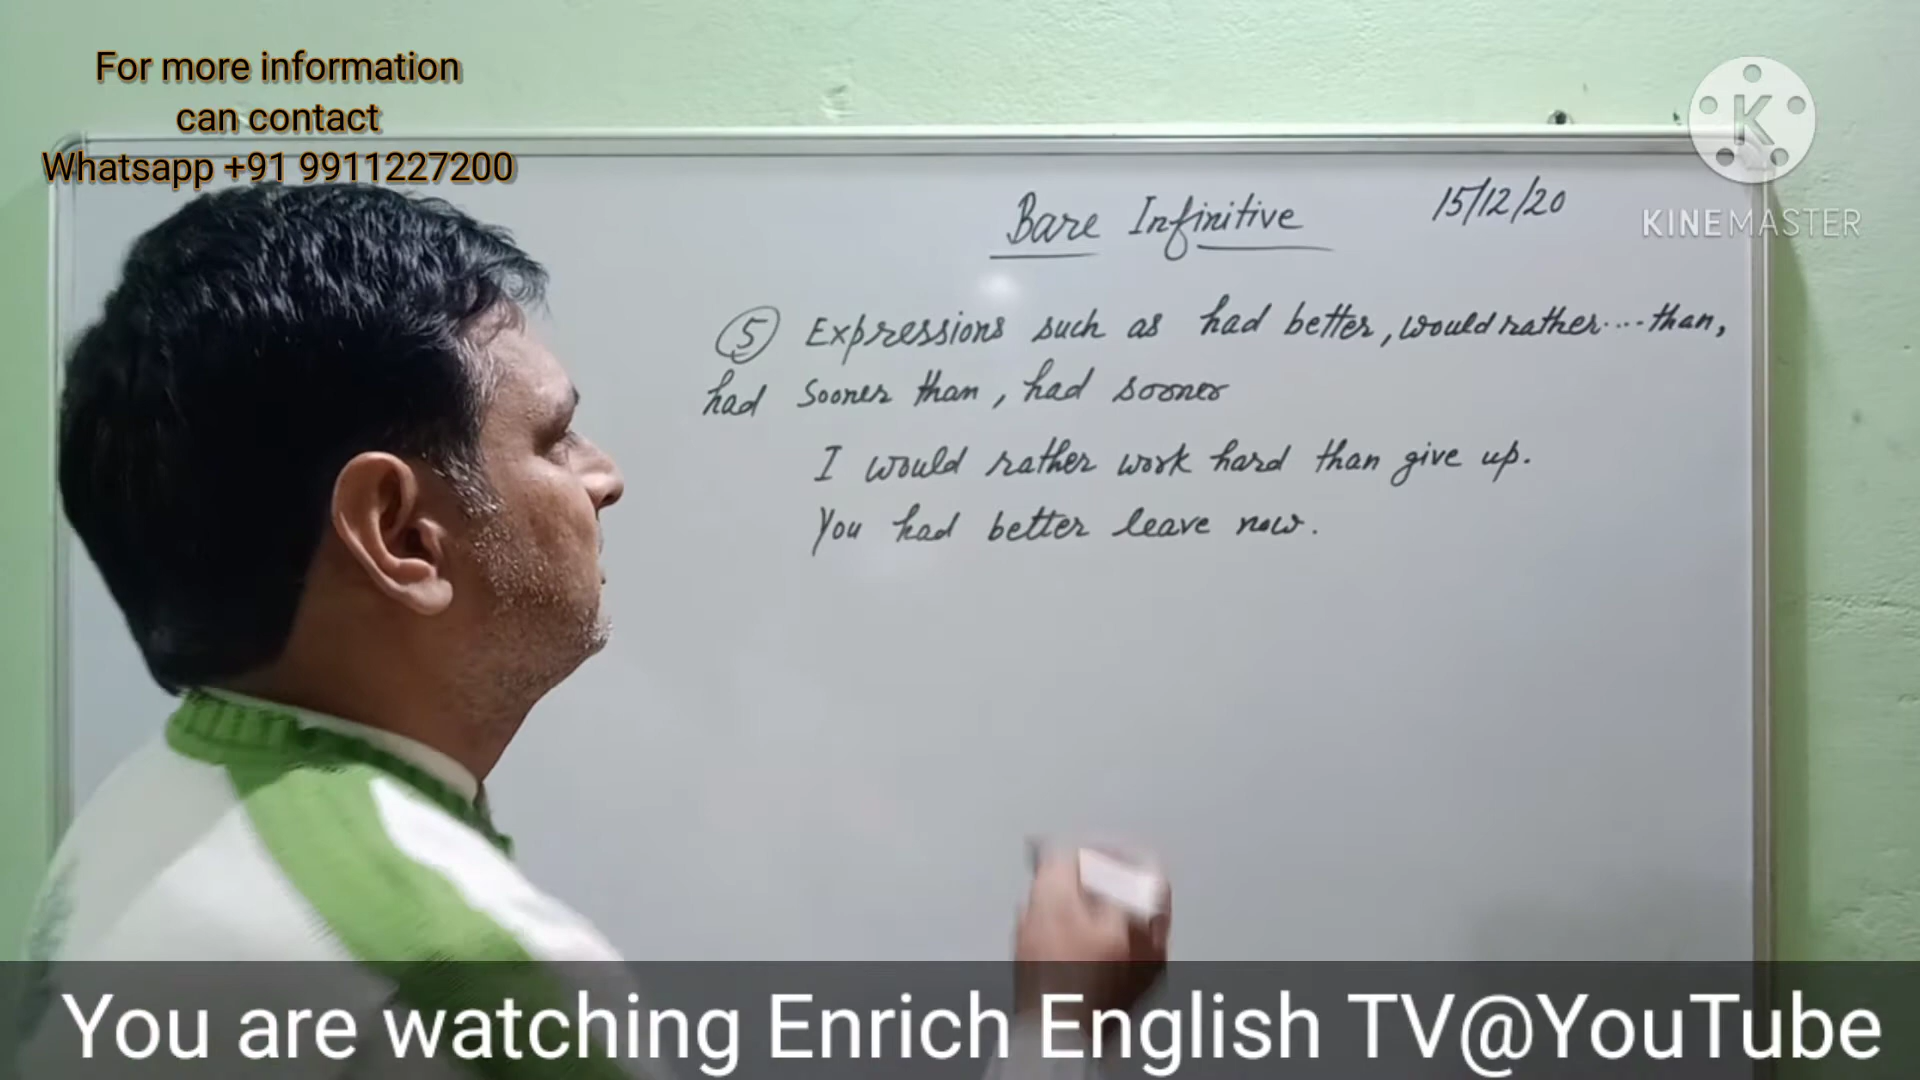 For more information
can contact
Whatsapp +91 9911227200
K
KINEMASTER
Bare Infinitive 15/12/20
5 Expressions such as had better, would rather....than,
had sooner than, had sooner
I would rather work hard than give up.
You had better leave now.
You are watching Enrich English TV@YouTube